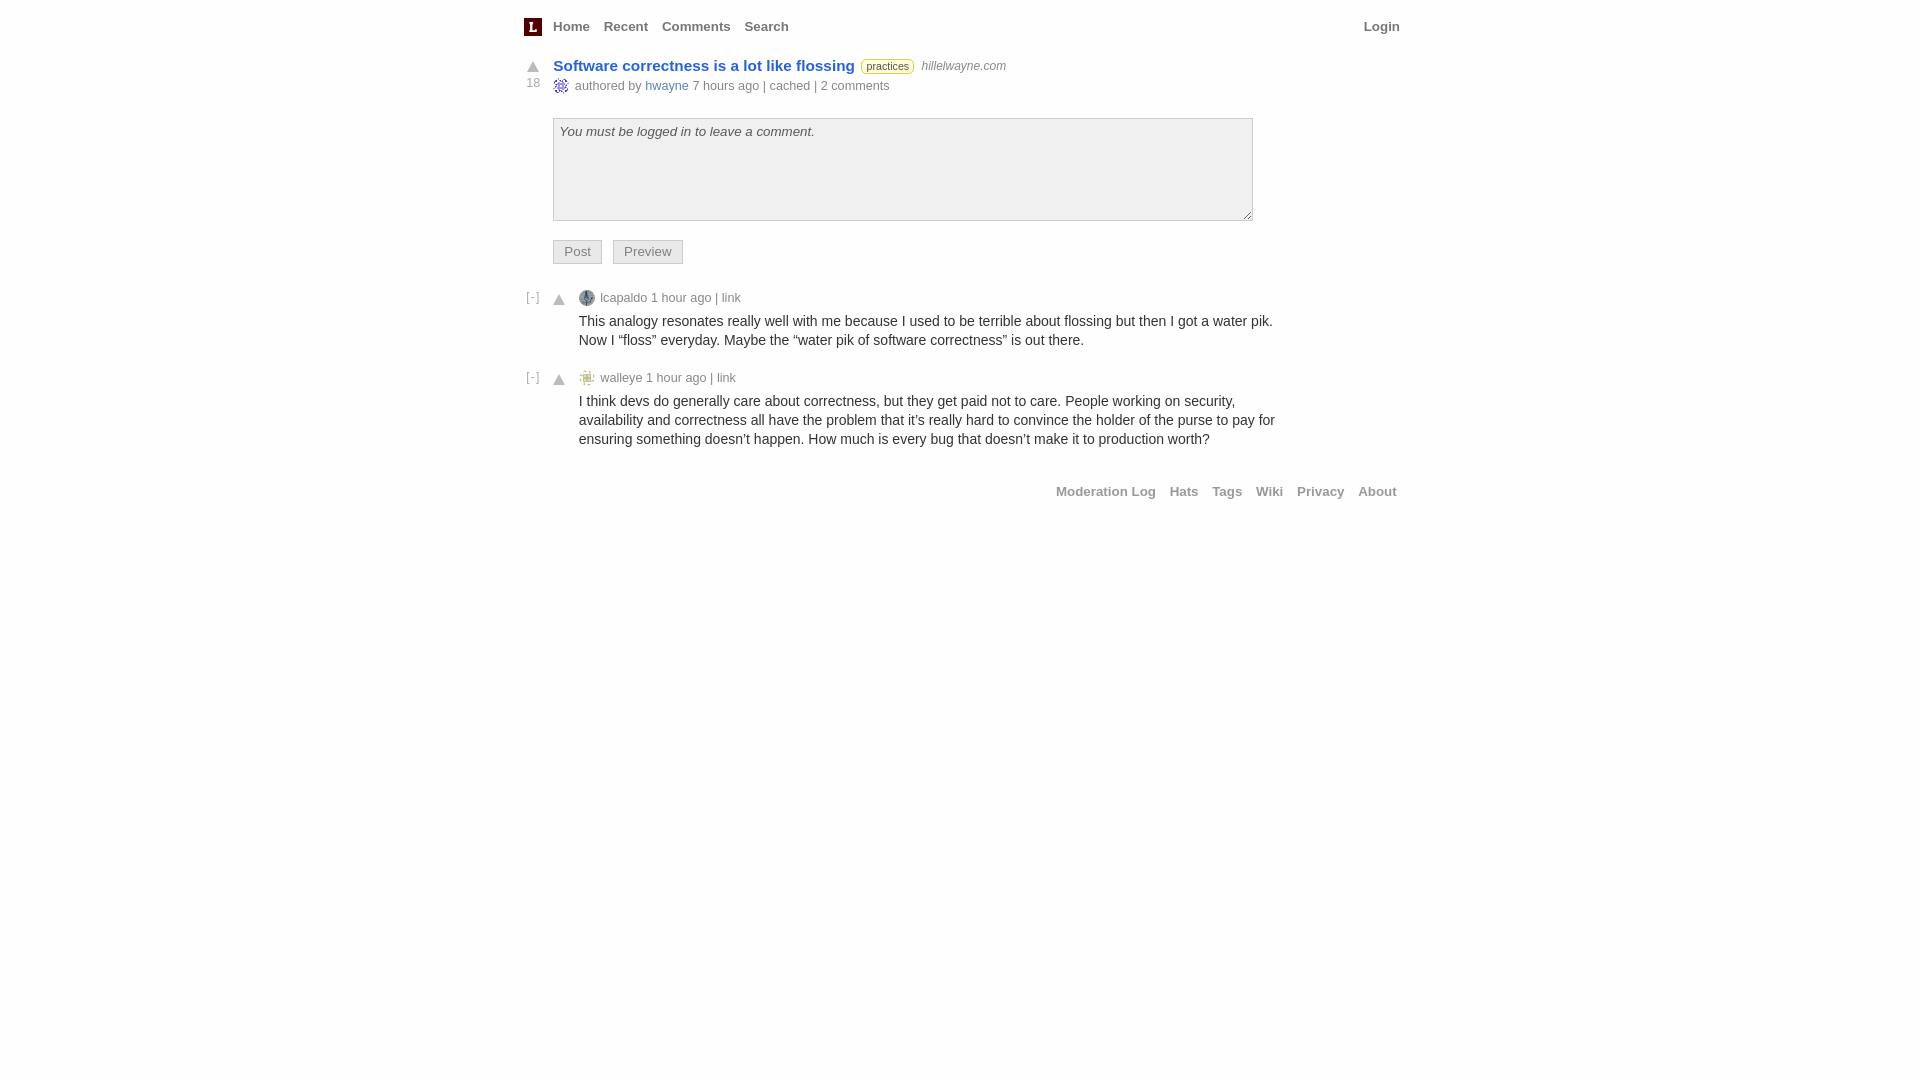 L Home Recent Comments Search Login
Software correctness is a lot like flossing practices hillelwayne.com
18
authored by hwayne 7 hours ago | cached | 2 comments
You must be logged in to leave a comment.
Post Preview
[-] lcapaldo 1 hour ago | link
This analogy resonates really well with me because I used to be terrible about flossing but then I got a water pik.
Now I “floss” everyday. Maybe the “water pik of software correctness” is out there.
[-] walleye 1 hour ago | link
I think devs do generally care about correctness, but they get paid not to care. People working on security,
availability and correctness all have the problem that it’s really hard to convince the holder of the purse to pay for
ensuring something doesn’t happen. How much is every bug that doesn’t make it to production worth?
Moderation Log Hats Tags Wiki Privacy About